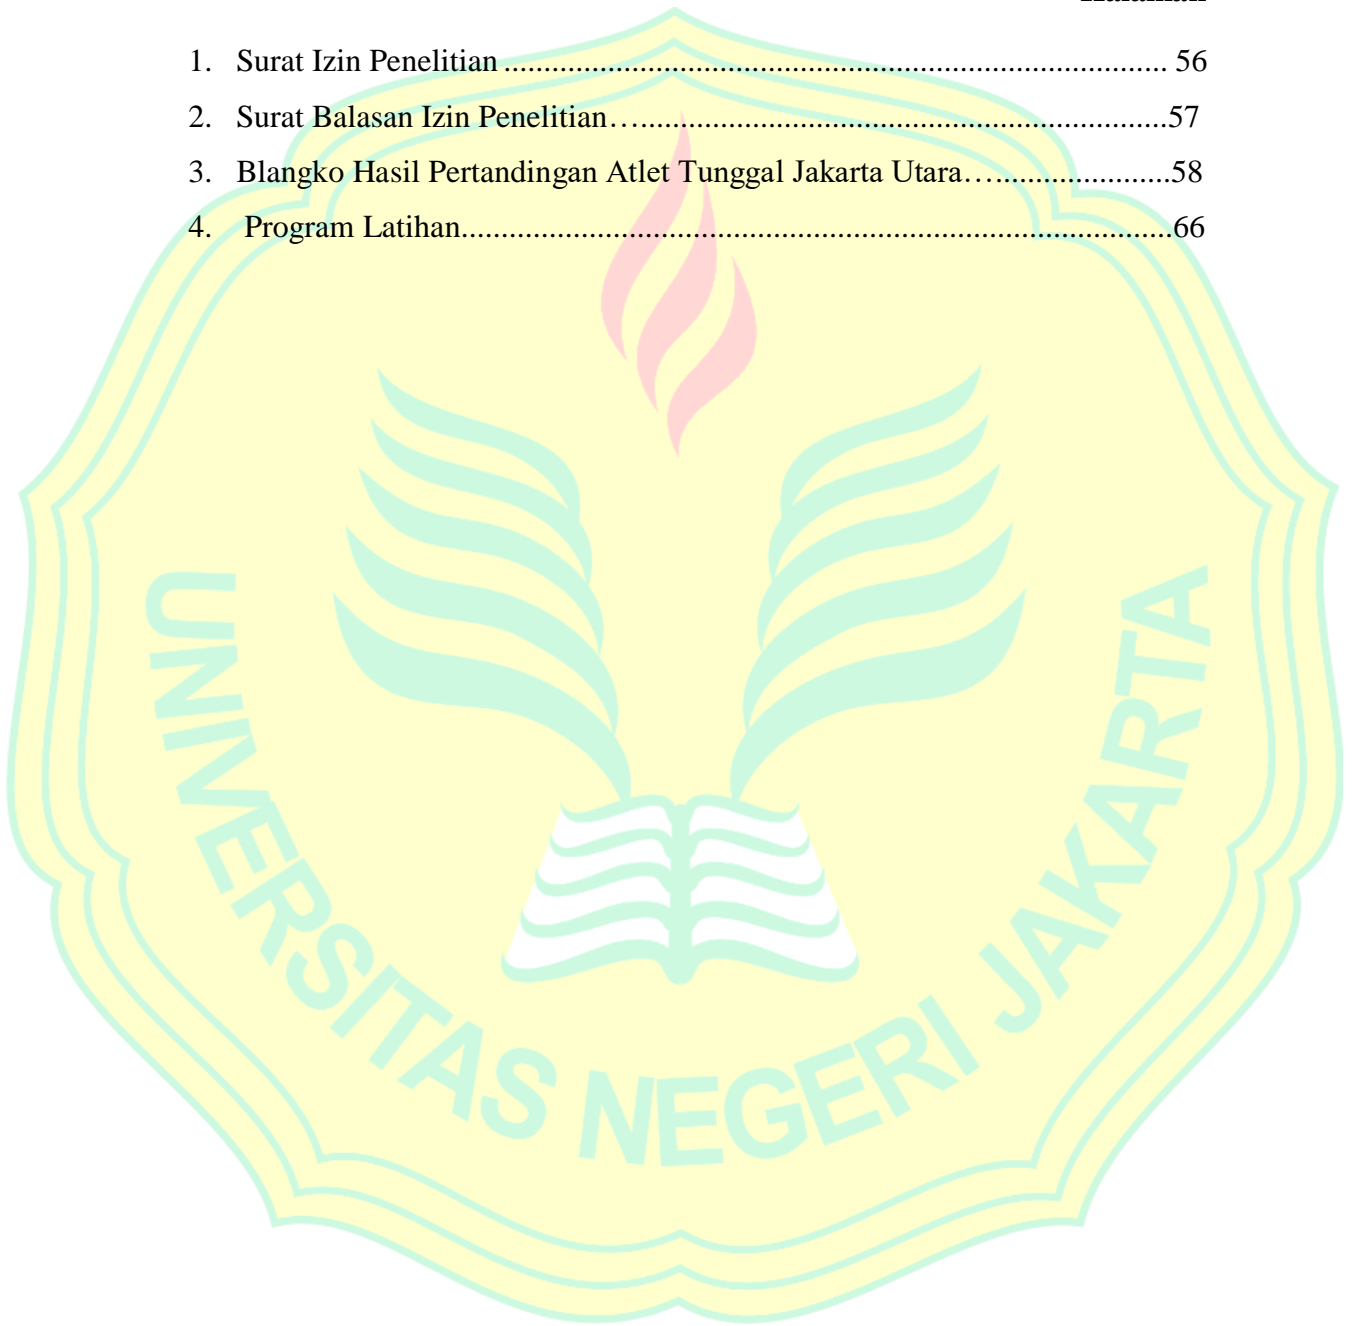 1. Surat Izin Penelitian ................................................................................... 56
2. Surat Balasan Izin Penelitian…..................................................................57
3. Blangko Hasil Pertandingan Atlet Tunggal Jakarta Utara….....................58
4. Program Latihan.........................................................................................66
UNIVERSITAS NEGERI JAKARTA